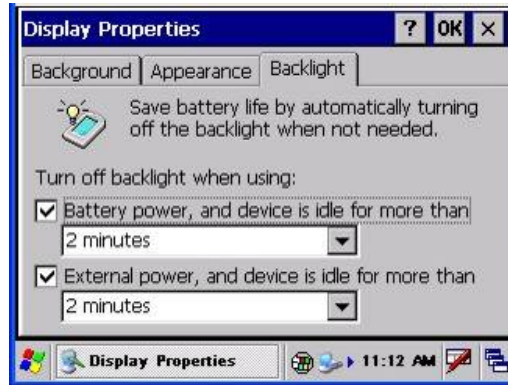 Display Properties ? OK ×
Background Appearance Backlight
Save battery life by automatically turning
off the backlight when not needed.
Turn off backlight when using:
Battery power, and device is idle for more than
2 minutes
External power, and device is idle for more than
2 minutes
Display Properties 11:12 AM